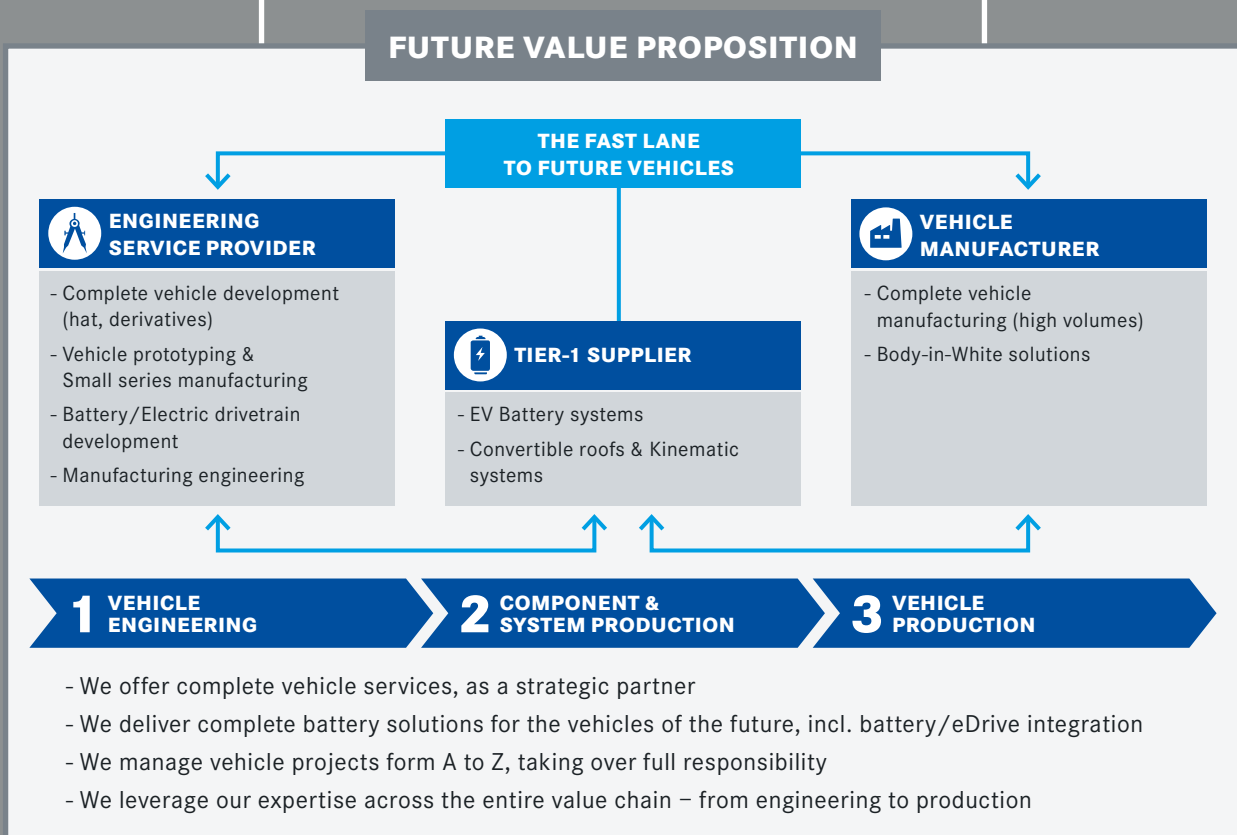 FUTURE VALUE PROPOSITION
THE FAST LANE
TO FUTURE VEHICLES
ENGINEERING
SERVICE PROVIDER
- Complete vehicle development
(hat, derivatives)
- Vehicle prototyping &
Small series manufacturing
- Battery/Electric drivetrain
development
- Manufacturing engineering
TIER-1 SUPPLIER
- EV Battery systems
- Convertible roofs & Kinematic
systems
VEHICLE
MANUFACTURER
- Complete vehicle
manufacturing (high volumes)
- Body-in-White solutions
1 VEHICLE
ENGINEERING
2 COMPONENT &
SYSTEM PRODUCTION
3 VEHICLE
PRODUCTION
- We offer complete vehicle services, as a strategic partner
- We deliver complete battery solutions for the vehicles of the future, incl. battery/eDrive integration
- We manage vehicle projects form A to Z, taking over full responsibility
- We leverage our expertise across the entire value chain – from engineering to production